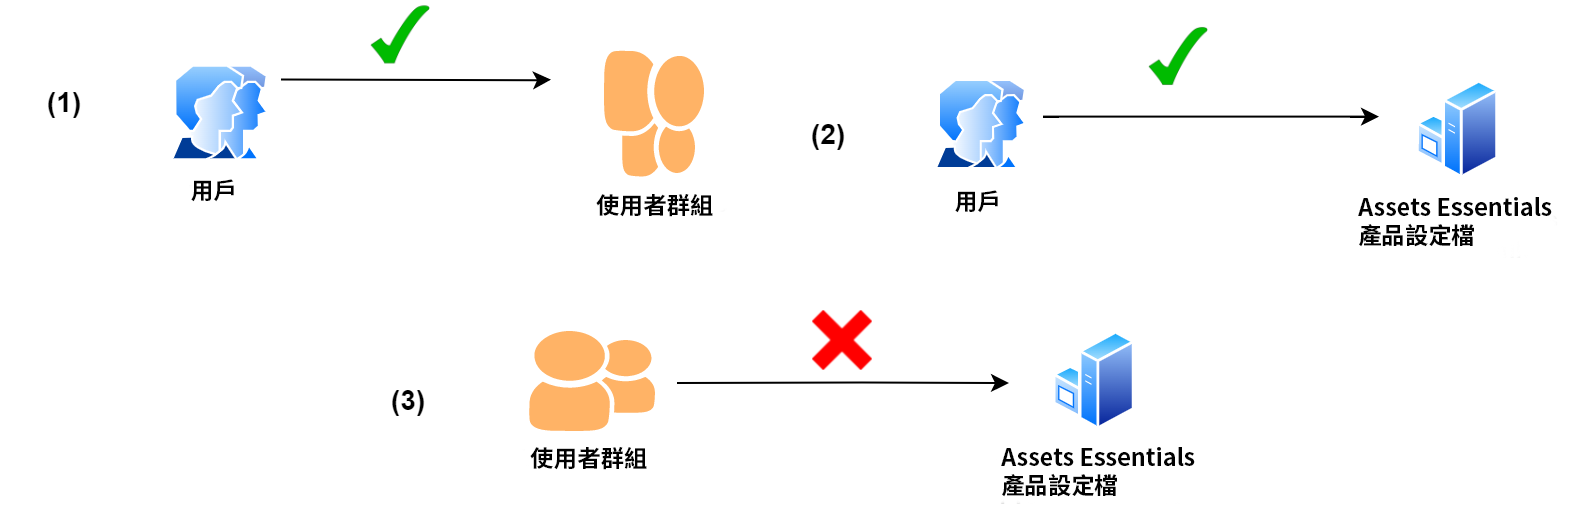 (1)
用戶
使用者群組
(2)
用戶
Assets Essentials
產品設定檔
(3)
使用者群組
Assets Essentials
產品設定檔